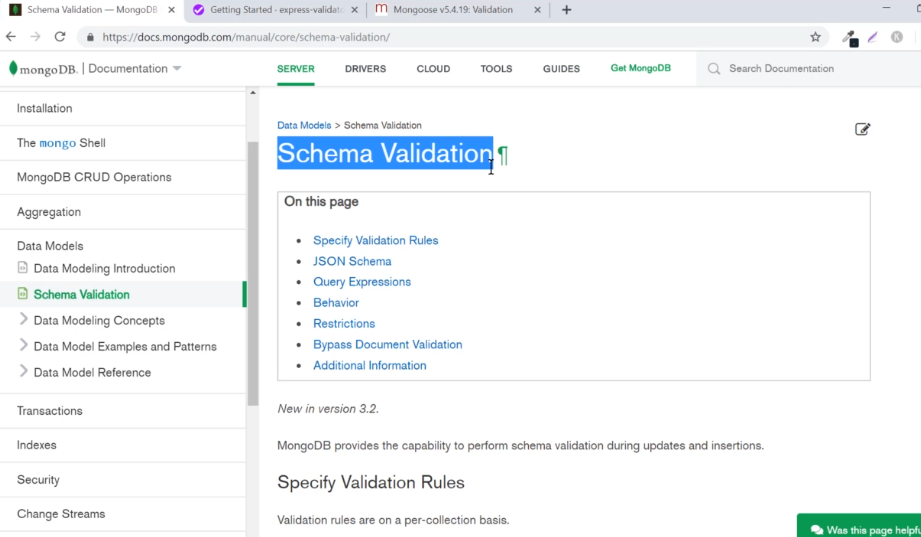 Schema Validation — MongoDB
Getting Started · express-validato
Mongoose v5.4.19: Validation
https://docs.mongodb.com/manual/core/schema-validation/
mongoDB. | Documentation
SERVER DRIVERS CLOUD TOOLS GUIDES Get MongoDB Search Documentation
Installation
The mongo Shell
MongoDB CRUD Operations
Aggregation
Data Models
Data Modeling Introduction
Schema Validation
Data Modeling Concepts
Data Model Examples and Patterns
Data Model Reference
Transactions
Indexes
Security
Change Streams
Data Models > Schema Validation
Schema Validation ¶
On this page
• Specify Validation Rules
• JSON Schema
• Query Expressions
• Behavior
• Restrictions
• Bypass Document Validation
• Additional Information
New in version 3.2.
MongoDB provides the capability to perform schema validation during updates and insertions.
Specify Validation Rules
Validation rules are on a per-collection basis.
Was this page helpfu